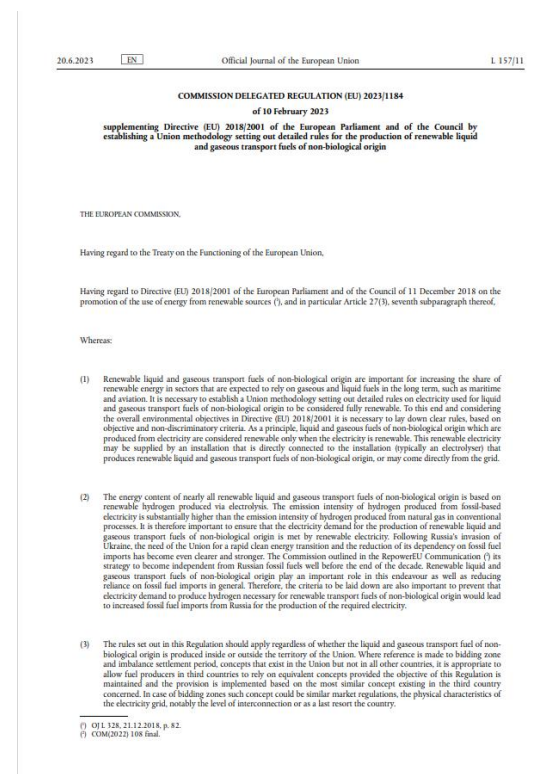 20.6.2023 EN Official Journal of the European Union L 157/11
COMMISSION DELEGATED REGULATION (EU) 2023/1184
of 10 February 2023
supplementing Directive (EU) 2018/2001 of the European Parliament and of the Council by
establishing a Union methodology setting out detailed rules for the production of renewable liquid
and gaseous transport fuels of non-biological origin
THE EUROPEAN COMMISSION,
Having regard to the Treaty on the Functioning of the European Union,
Having regard to Directive (EU) 2018/2001 of the European Parliament and of the Council of 11 December 2018 on the
promotion of the use of energy from renewable sources (¹), and in particular Article 27(3), seventh subparagraph thereof,
Whereas:
(1) Renewable liquid and gaseous transport fuels of non-biological origin are important for increasing the share of
renewable energy in sectors that are expected to rely on gaseous and liquid fuels in the long term, such as maritime
and aviation. It is necessary to establish a Union methodology setting out detailed rules on electricity used for liquid
and gaseous transport fuels of non-biological origin to be considered fully renewable. To this end and considering
the overall environmental objectives in Directive (EU) 2018/2001 it is necessary to lay down clear rules, based on
objective and non-discriminatory criteria. As a principle, liquid and gaseous fuels of non-biological origin which are
produced from electricity are considered renewable only when the electricity is renewable. This renewable electricity
may be supplied by an installation that is directly connected to the installation (typically an electrolyser) that
produces renewable liquid and gaseous transport fuels of non-biological origin, or may come directly from the grid.
(2) The energy content of nearly all renewable liquid and gaseous transport fuels of non-biological origin is based on
renewable hydrogen produced via electrolysis. The emission intensity of hydrogen produced from fossil-based
electricity is substantially higher than the emission intensity of hydrogen produced from natural gas in conventional
processes. It is therefore important to ensure that the electricity demand for the production of renewable liquid and
gaseous transport fuels of non-biological origin is met by renewable electricity. Following Russia's invasion of
Ukraine, the need of the Union for a rapid clean energy transition and the reduction of its dependency on fossil fuel
imports has become even clearer and stronger. The Commission outlined in the RepowerEU Communication (²) its
strategy to become independent from Russian fossil fuels well before the end of the decade. Renewable liquid and
gaseous transport fuels of non-biological origin play an important role in this endeavour as well as reducing
reliance on fossil fuel imports in general. Therefore, the criteria to be laid down are also important to prevent that
electricity demand to produce hydrogen necessary for renewable transport fuels of non-biological origin would lead
to increased fossil fuel imports from Russia for the production of the required electricity.
(3) The rules set out in this Regulation should apply regardless of whether the liquid and gaseous transport fuel of non-
biological origin is produced inside or outside the territory of the Union. Where reference is made to bidding zone
and imbalance settlement period, concepts that exist in the Union but not in all other countries, it is appropriate to
allow fuel producers in third countries to rely on equivalent concepts provided the objective of this Regulation is
maintained and the provision is implemented based on the most similar concept existing in the third country
concerned. In case of bidding zones such concept could be similar market regulations, the physical characteristics of
the electricity grid, notably the level of interconnection or as a last resort the country.
(¹) OJ L 328, 21.12.2018, p. 82.
(²) COM(2022) 108 final.